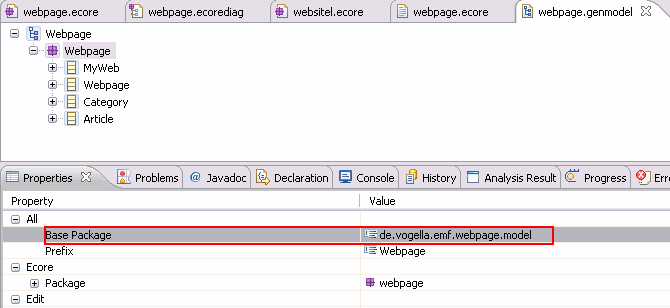 webpage.ecore webpage.ecorediag websitel.ecore webpage.ecore webpage.genmodel
Webpage
Webpage
MyWeb
Webpage
Category
Article
Properties Problems @ Javadoc Declaration Console History Analysis Result Progress Erro
Property Value
All
Base Package de.vogella.emf.webpage.model
Prefix Webpage
Ecore
Package webpage
Edit